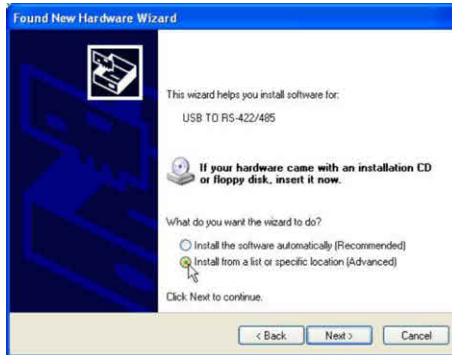 Found New Hardware Wizard
This wizard helps you install software for:
USB TO RS-422/485
If your hardware came with an installation CD
or floppy disk, insert it now.
What do you want the wizard to do?
Install the software automatically (Recommended)
Install from a list or specific location (Advanced)
Click Next to continue.
< Back
Next >
Cancel